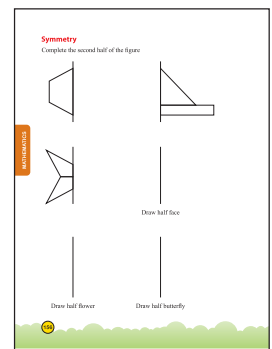 Symmetry
Complete the second half of the figure
MATHEMATICS
Draw half face
Draw half flower
Draw half butterfly
156